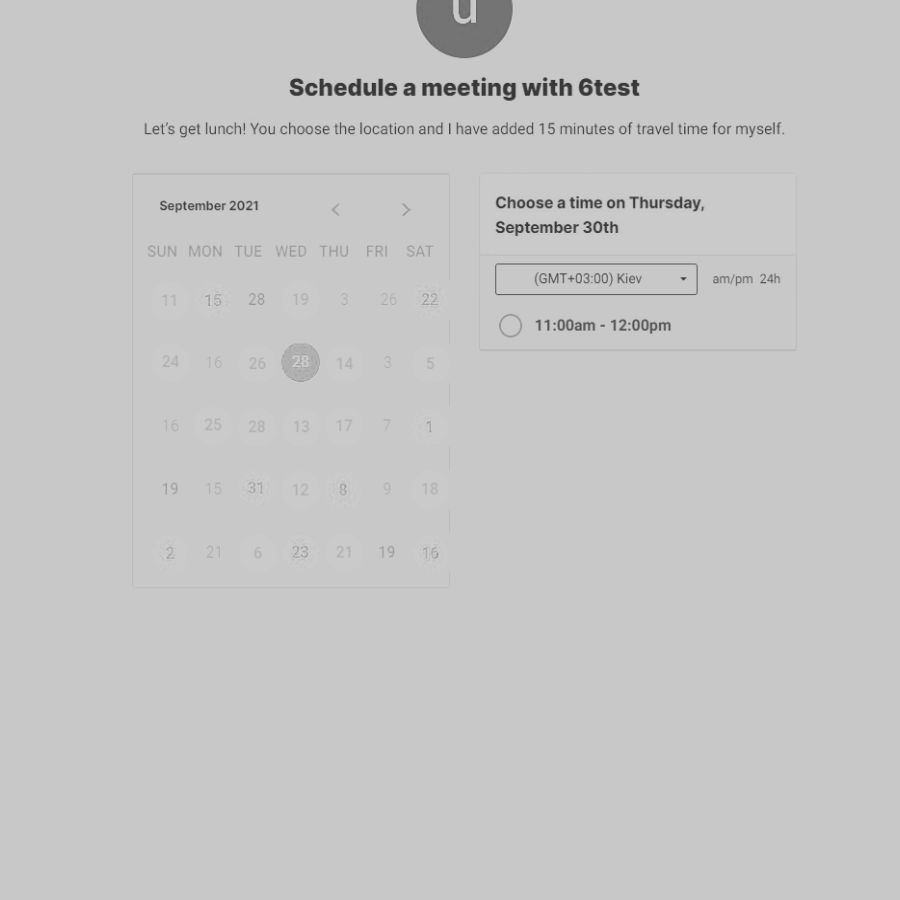 u
Schedule a meeting with 6test
Let's get lunch! You choose the location and I have added 15 minutes of travel time for myself.
September 2021
SUN MON TUE WED THU FRI SAT
11 15 28 19 3 26 22
24 16 26 28 14 3 5
16 25 28 13 17 7 1
19 15 31 12 8 9 18
2 21 6 23 21 19 16
Choose a time on Thursday,
September 30th
(GMT+03:00) Kiev am/pm 24h
11:00am - 12:00pm